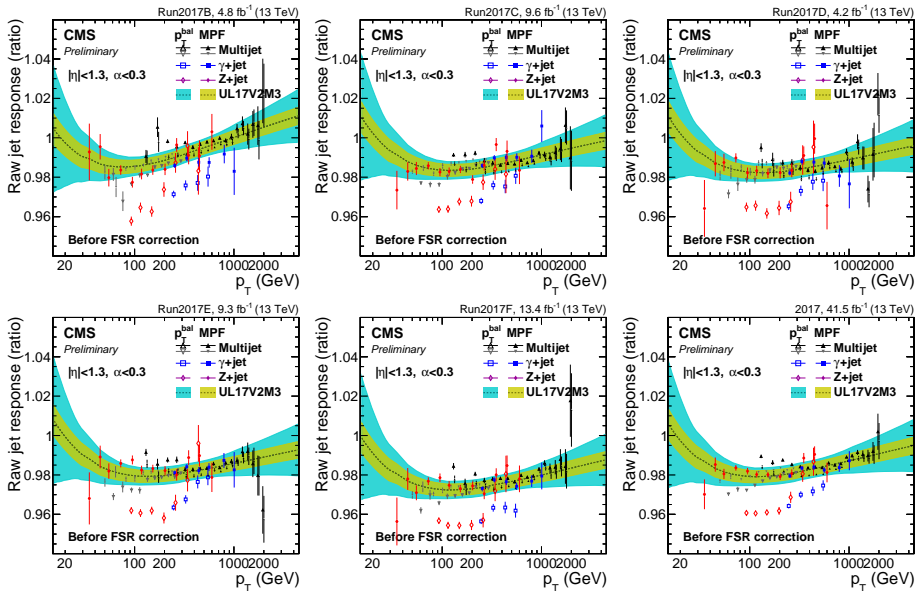 Run2017B, 4.8 fb⁻¹ (13 TeV)
Raw jet response (ratio)
1.04
1.02
1
0.98
0.96
CMS
Preliminary
|η|<1.3, α<0.3
p_T^bal MPF
Multijet
γ+jet
Z+jet
UL17V2M3
Before FSR correction
20 100 200 1000 2000
p_T (GeV)
Run2017C, 9.6 fb⁻¹ (13 TeV)
Raw jet response (ratio)
1.04
1.02
1
0.98
0.96
CMS
Preliminary
|η|<1.3, α<0.3
p_T^bal MPF
Multijet
γ+jet
Z+jet
UL17V2M3
Before FSR correction
20 100 200 1000 2000
p_T (GeV)
Run2017D, 4.2 fb⁻¹ (13 TeV)
Raw jet response (ratio)
1.04
1.02
1
0.98
0.96
CMS
Preliminary
|η|<1.3, α<0.3
p_T^bal MPF
Multijet
γ+jet
Z+jet
UL17V2M3
Before FSR correction
20 100 200 1000 2000
p_T (GeV)
Run2017E, 9.3 fb⁻¹ (13 TeV)
Raw jet response (ratio)
1.04
1.02
1
0.98
0.96
CMS
Preliminary
|η|<1.3, α<0.3
p_T^bal MPF
Multijet
γ+jet
Z+jet
UL17V2M3
Before FSR correction
20 100 200 1000 2000
p_T (GeV)
Run2017F, 13.4 fb⁻¹ (13 TeV)
Raw jet response (ratio)
1.04
1.02
1
0.98
0.96
CMS
Preliminary
|η|<1.3, α<0.3
p_T^bal MPF
Multijet
γ+jet
Z+jet
UL17V2M3
Before FSR correction
20 100 200 1000 2000
p_T (GeV)
2017, 41.5 fb⁻¹ (13 TeV)
Raw jet response (ratio)
1.04
1.02
1
0.98
0.96
CMS
Preliminary
|η|<1.3, α<0.3
p_T^bal MPF
Multijet
γ+jet
Z+jet
UL17V2M3
Before FSR correction
20 100 200 1000 2000
p_T (GeV)